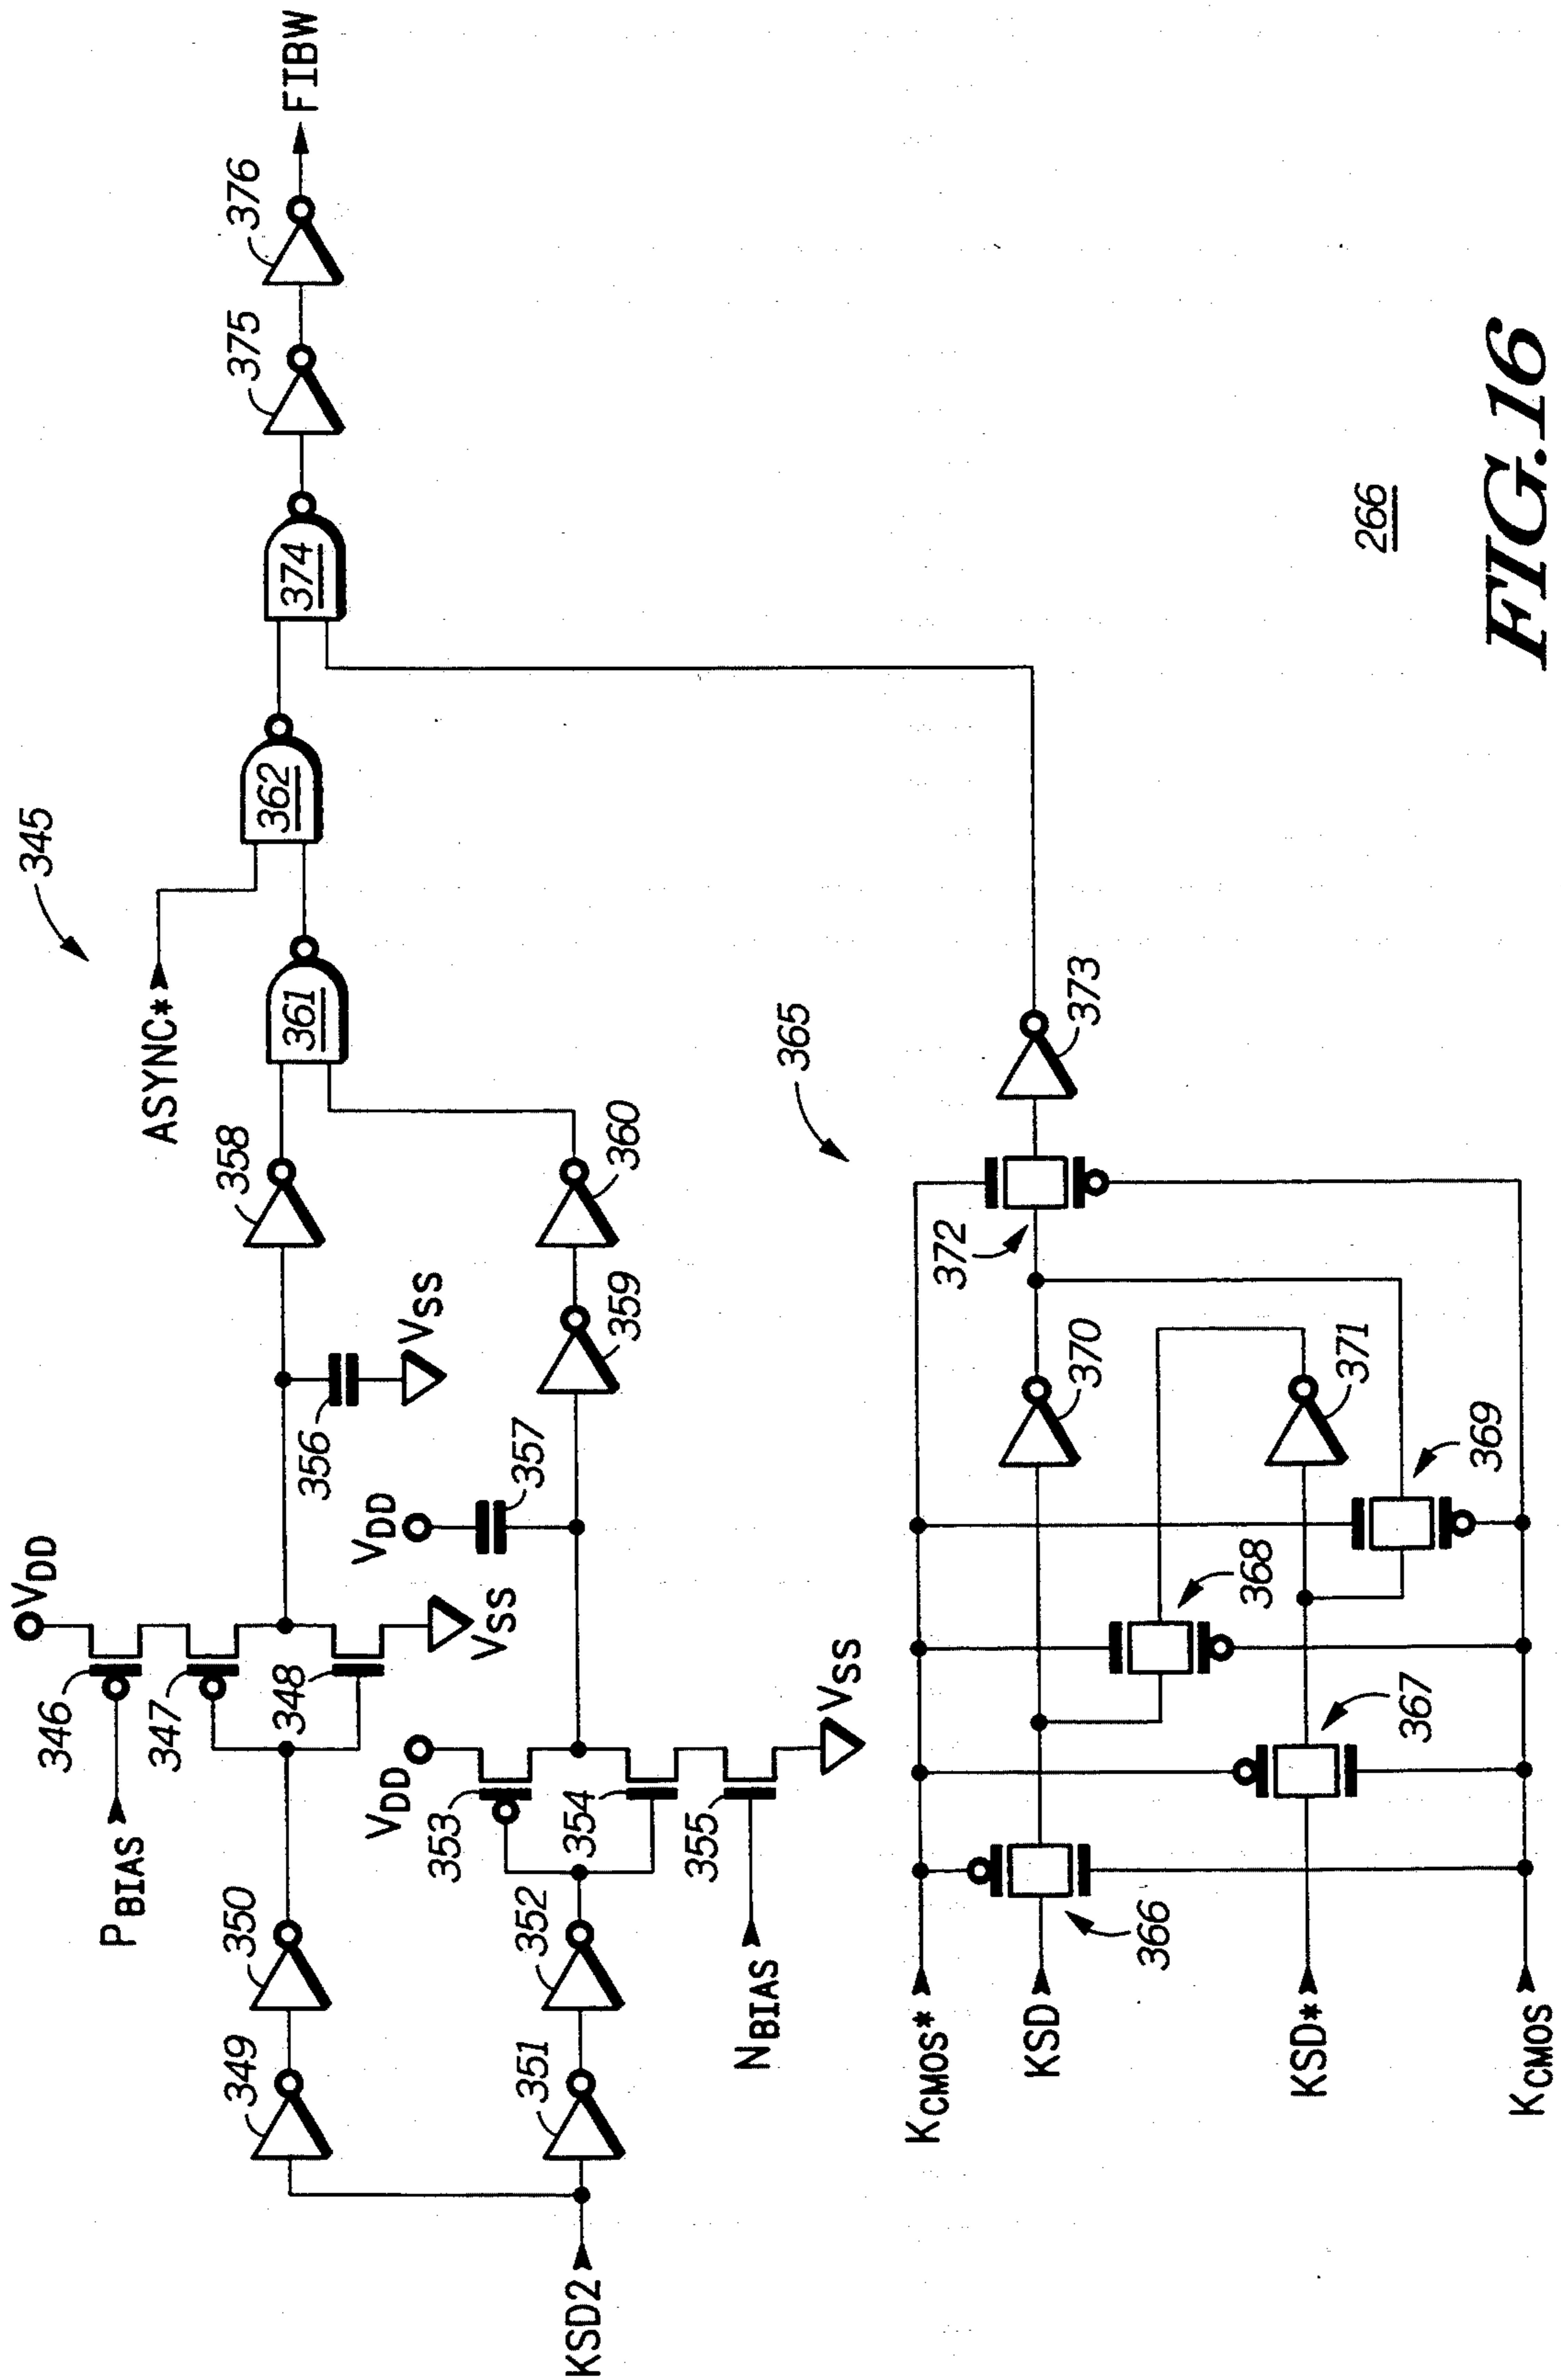 345
VDD
346
PBIAS
347
348
VSS
349
350
356
VSS
358
ASYNC*
361
362
374
375
376
FIBW
KSD2
351
352
VDD
353
354
355
NBIAS
VSS
VDD
357
359
360
365
KCMOS*
KSD
KSD*
KCMOS
366
367
368
369
370
371
372
373
266
FIG.16